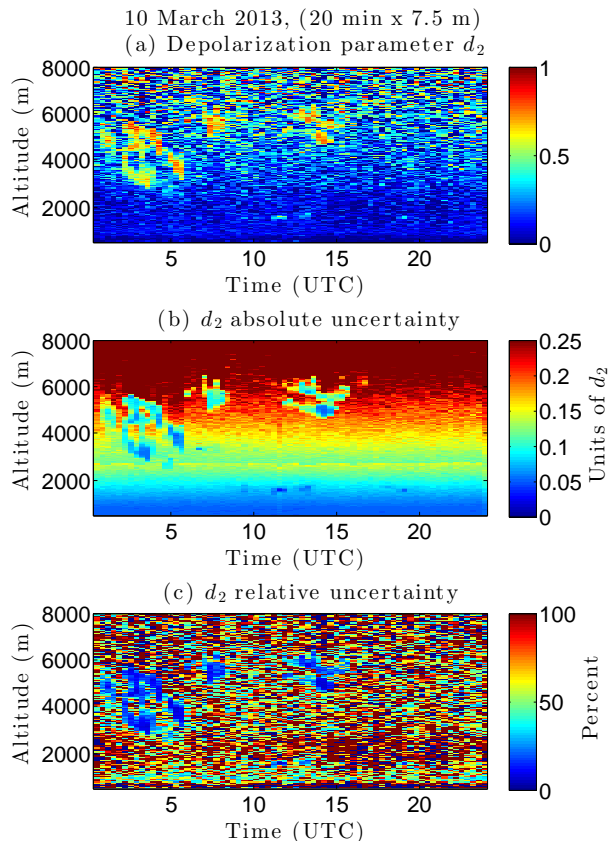 10 March 2013, (20 min x 7.5 m)
(a) Depolarization parameter d2
8000
6000
4000
2000
Altitude (m)
5 10 15 20
Time (UTC)
1
0.5
0
(b) d2 absolute uncertainty
8000
6000
4000
2000
Altitude (m)
5 10 15 20
Time (UTC)
0.25
0.2
0.15
0.1
0.05
0
Units of d2
(c) d2 relative uncertainty
8000
6000
4000
2000
Altitude (m)
5 10 15 20
Time (UTC)
100
50
0
Percent